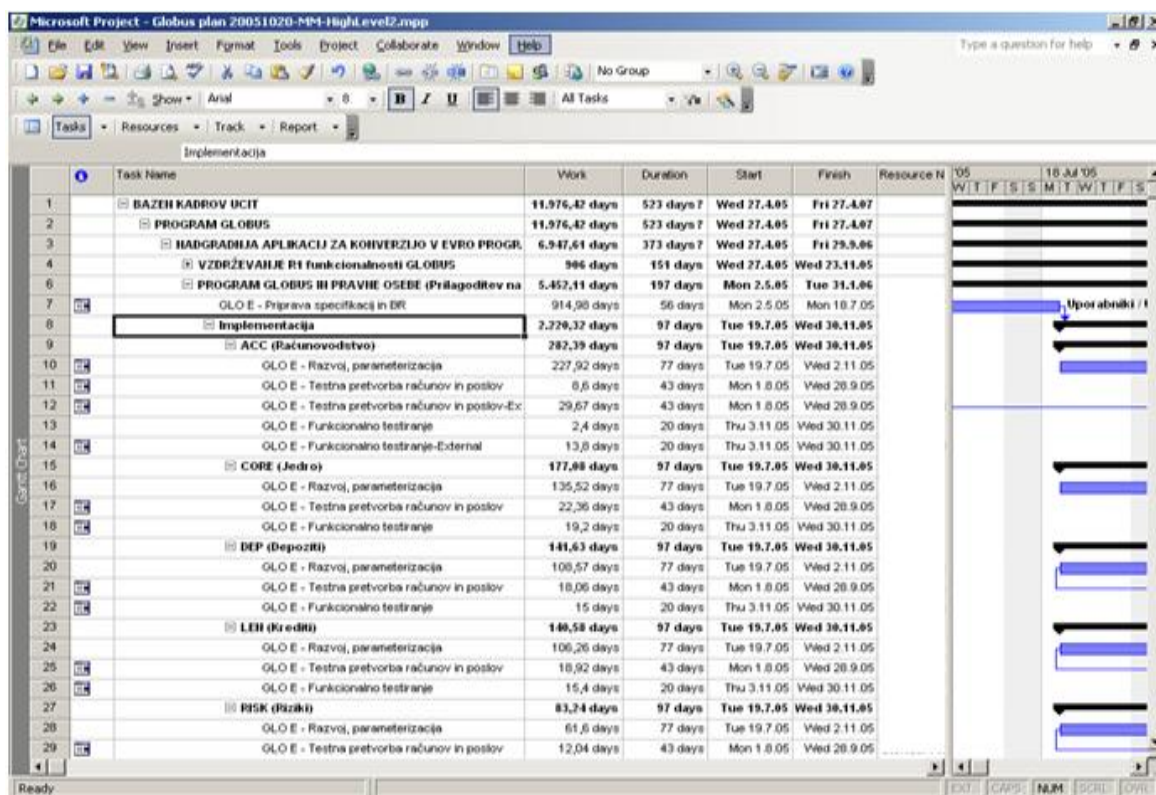 Microsoft Project - Globus plan 20051020-MM-HighLevel2.mpp
File Edit View Insert Format Tools Project Collaborate Window Help Type a question for help
No Group
Show Arial 8 B I U All Tasks
Tasks Resources Track Report
Implementacija
Task Name Work Duration Start Finish Resource N '05 18 Jul '05
W T F S S M T W T F S
1 BAZEN KADROV UCIT 11.976,42 days 523 days? Wed 27.4.05 Fri 27.4.07
2 PROGRAM GLOBUS 11.976,42 days 523 days? Wed 27.4.05 Fri 27.4.07
3 NADGRADNJA APLIKACIJ ZA KONVERZIJO V EVRO PROGR. 6.947,61 days 373 days? Wed 27.4.05 Fri 29.9.06
4 VZDRŽEVANJE R1 funkcionalnosti GLOBUS 906 days 151 days Wed 27.4.05 Wed 23.11.05
6 PROGRAM GLOBUS IN PRAVNE OSEBE (Prilagoditev na 5.452,11 days 197 days Mon 2.5.05 Tue 31.1.06
7 GLO E - Priprava specifikacij in BR 914,98 days 56 days Mon 2.5.05 Mon 18.7.05 Uporabniki /
8 Implementacija 2.220,32 days 97 days Tue 19.7.05 Wed 30.11.05
9 ACC (Računovodstvo) 282,39 days 97 days Tue 19.7.05 Wed 30.11.05
10 GLO E - Razvoj, parameterizacija 227,92 days 77 days Tue 19.7.05 Wed 2.11.05
11 GLO E - Testna pretvorba računov in poslov 8,6 days 43 days Mon 1.8.05 Wed 28.9.05
12 GLO E - Testna pretvorba računov in poslov-Ex 29,67 days 43 days Mon 1.8.05 Wed 28.9.05
13 GLO E - Funkcionalno testiranje 2,4 days 20 days Thu 3.11.05 Wed 30.11.05
14 GLO E - Funkcionalno testiranje-External 13,8 days 20 days Thu 3.11.05 Wed 30.11.05
15 CORE (Jedro) 177,08 days 97 days Tue 19.7.05 Wed 30.11.05
16 GLO E - Razvoj, parameterizacija 135,52 days 77 days Tue 19.7.05 Wed 2.11.05
17 GLO E - Testna pretvorba računov in poslov 22,36 days 43 days Mon 1.8.05 Wed 28.9.05
18 GLO E - Funkcionalno testiranje 19,2 days 20 days Thu 3.11.05 Wed 30.11.05
19 DEP (Depoziti) 141,63 days 97 days Tue 19.7.05 Wed 30.11.05
20 GLO E - Razvoj, parameterizacija 108,57 days 77 days Tue 19.7.05 Wed 2.11.05
21 GLO E - Testna pretvorba računov in poslov 18,06 days 43 days Mon 1.8.05 Wed 28.9.05
22 GLO E - Funkcionalno testiranje 15 days 20 days Thu 3.11.05 Wed 30.11.05
23 LEN (Krediti) 140,58 days 97 days Tue 19.7.05 Wed 30.11.05
24 GLO E - Razvoj, parameterizacija 106,26 days 77 days Tue 19.7.05 Wed 2.11.05
25 GLO E - Testna pretvorba računov in poslov 18,92 days 43 days Mon 1.8.05 Wed 28.9.05
26 GLO E - Funkcionalno testiranje 15,4 days 20 days Thu 3.11.05 Wed 30.11.05
27 RISK (Riziki) 83,24 days 97 days Tue 19.7.05 Wed 30.11.05
28 GLO E - Razvoj, parameterizacija 61,6 days 77 days Tue 19.7.05 Wed 2.11.05
29 GLO E - Testna pretvorba računov in poslov 12,04 days 43 days Mon 1.8.05 Wed 28.9.05
Gantt Chart
Ready EXT CAPS NUM SCRL OVR